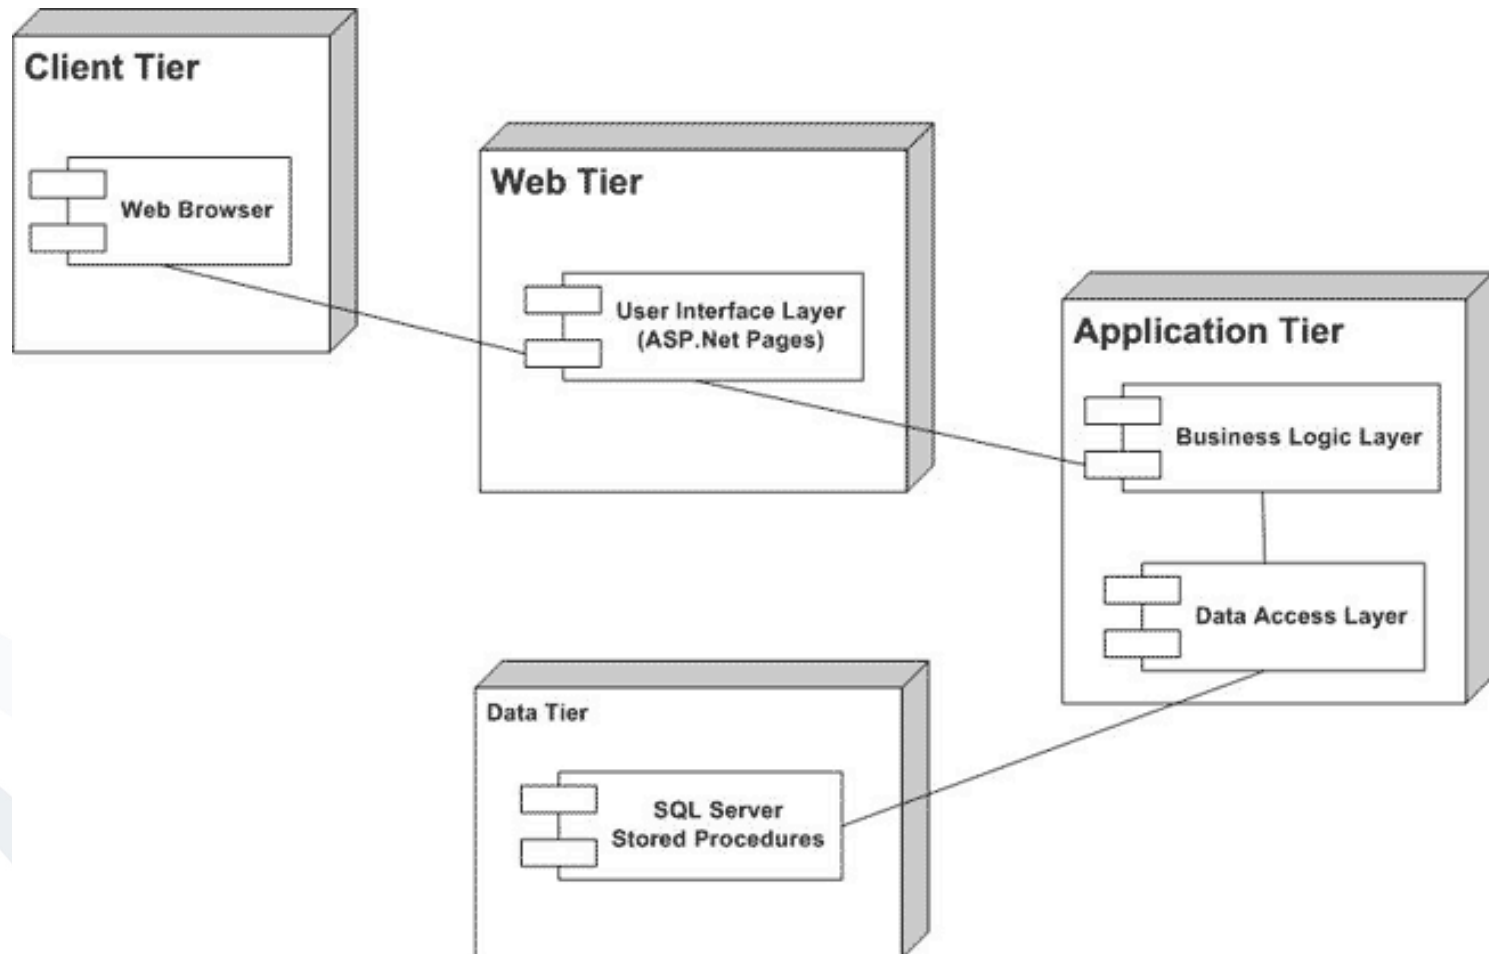 Client Tier
Web Browser
Web Tier
User Interface Layer
(ASP.Net Pages)
Application Tier
Business Logic Layer
Data Access Layer
Data Tier
SQL Server
Stored Procedures